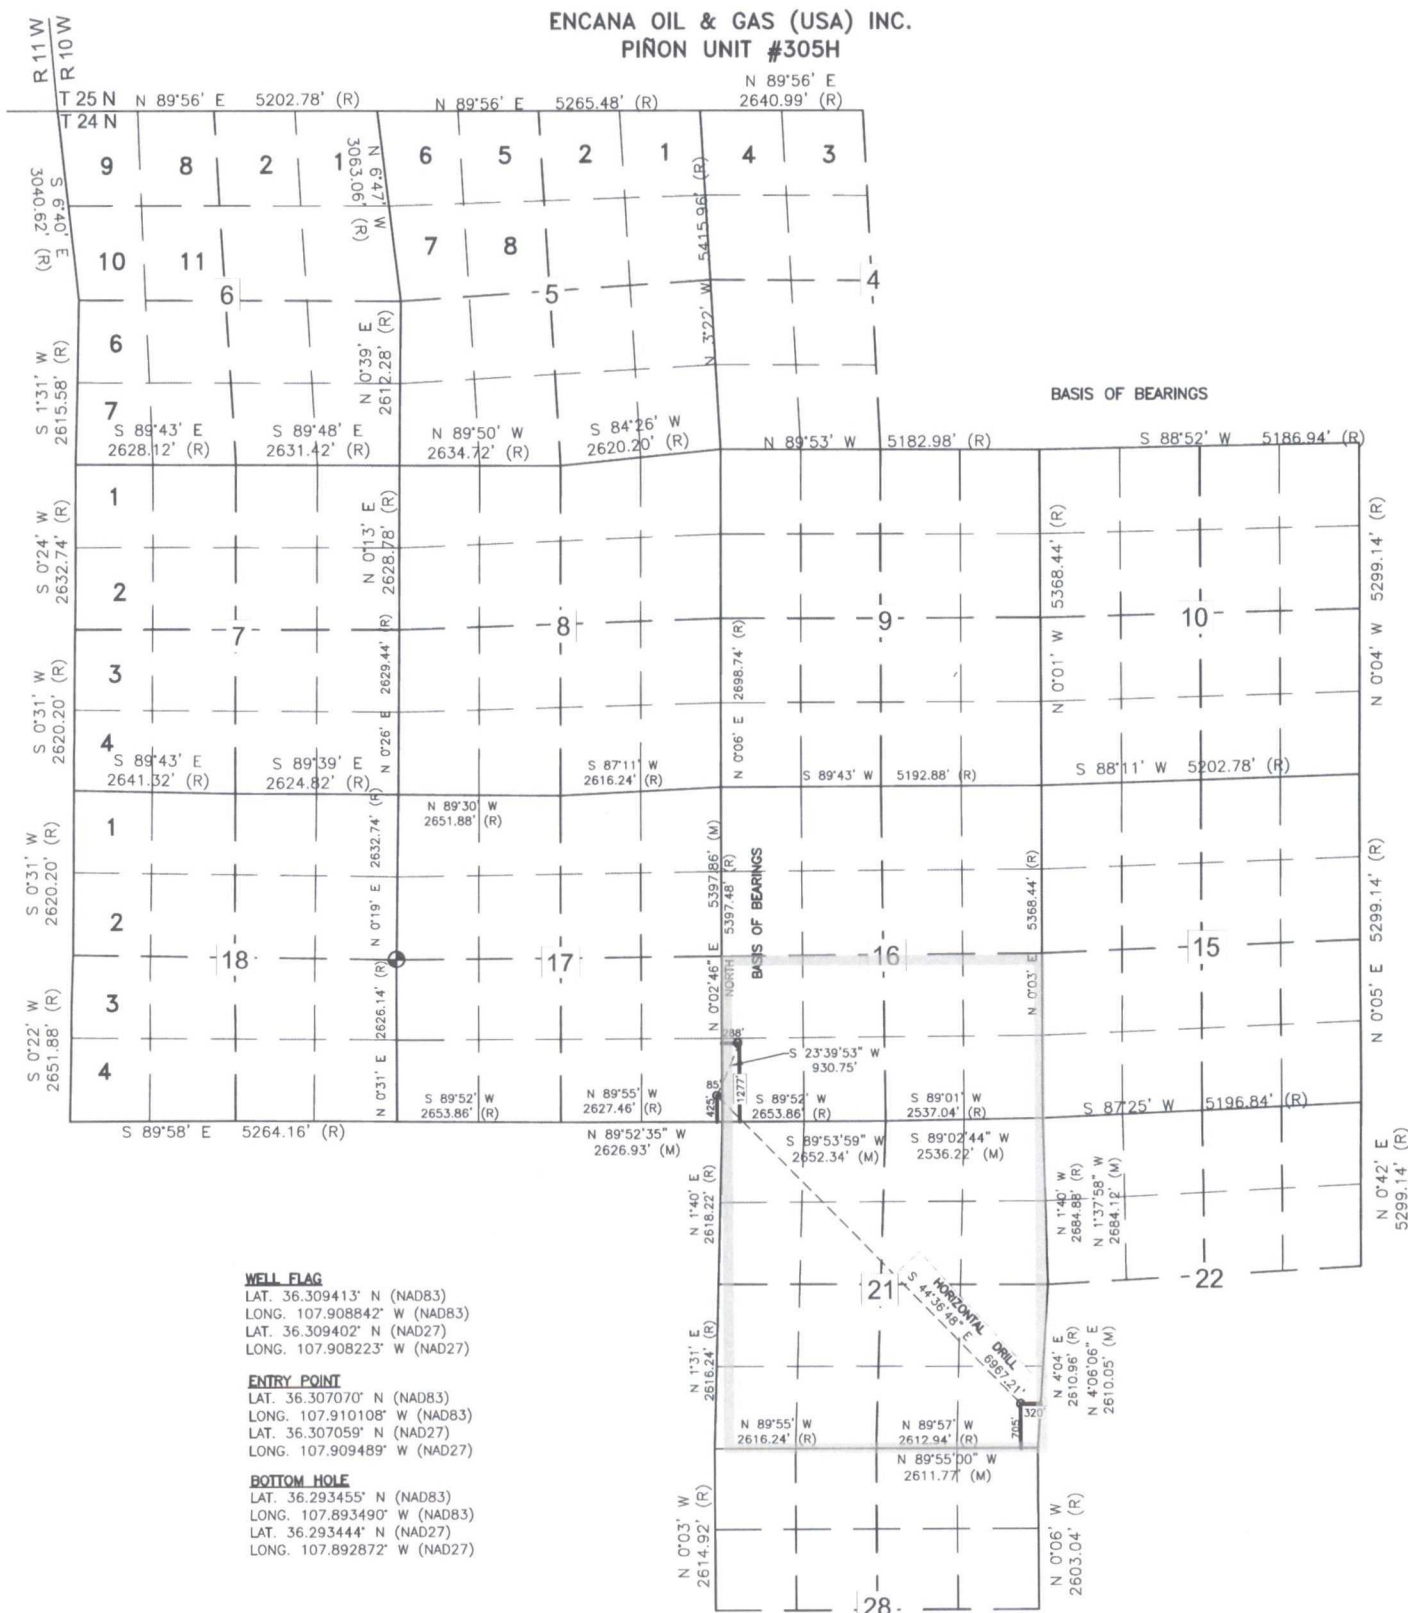 ENCANA OIL & GAS (USA) INC.
PIÑON UNIT #305H
R 11 W
R 10 W
T 25 N
T 24 N
N 89°56' E 5202.78' (R)
N 89°56' E 5265.48' (R)
N 89°56' E
2640.99' (R)
9
8
2
1
6
5
2
1
4
3
S 6°40' E
3040.62' (R)
N 6°47' W
3063.06' (R)
N 3°22' W 5415.96' (R)
10
11
7
8
6
5
4
6
7
S 1°31' W
2615.58' (R)
N 0°39' E
2612.28' (R)
BASIS OF BEARINGS
S 89°43' E
2628.12' (R)
S 89°48' E
2631.42' (R)
N 89°50' W
2634.72' (R)
S 84°26' W
2620.20' (R)
N 89°53' W 5182.98' (R)
S 88°52' W 5186.94' (R)
1
2
3
4
S 0°24' W
2632.74' (R)
N 0°13' E
2628.78' (R)
N 0°01' W 5368.44' (R)
N 0°04' W 5299.14' (R)
7
8
9
10
S 0°31' W
2620.20' (R)
N 0°26' E 2629.44' (R)
N 0°06' E 2698.74' (R)
S 89°43' E
2641.32' (R)
S 89°39' E
2624.82' (R)
S 87°11' W
2616.24' (R)
S 89°43' W 5192.88' (R)
S 88°11' W 5202.78' (R)
N 89°30' W
2651.88' (R)
1
2
3
4
S 0°31' W
2620.20' (R)
N 0°19' E 2632.74' (R)
N 0°02'46" E 5397.86' (M)
NORTH 5397.48' (R)
BASIS OF BEARINGS
N 0°03' E 5368.44' (R)
N 0°05' E 5299.14' (R)
18
17
16
15
S 0°22' W
2651.88' (R)
N 0°31' E 2626.14' (R)
288'
S 23°39'53" W
930.75'
85'
425'
1277'
S 89°52' W
2653.86' (R)
N 89°55' W
2627.46' (R)
S 89°52' W
2653.86' (R)
S 89°01' W
2537.04' (R)
S 87°25' W 5196.84' (R)
S 89°58' E 5264.16' (R)
N 89°52'35" W
2626.93' (M)
S 89°53'59" W
2652.34' (M)
S 89°02'44" W
2536.22' (M)
N 1°40' E
2618.22' (R)
N 1°40' W
2684.88' (R)
N 1°37'58" W
2684.12' (M)
N 0°42' E
5299.14' (R)
21
22
HORIZONTAL DRILL
S 44°36'48" E 6967.21'
N 1°31' E
2616.24' (R)
N 4°04' E
2610.96' (R)
N 4°06'06" E
2610.05' (M)
320'
705'
N 89°55' W
2616.24' (R)
N 89°57' W
2612.94' (R)
N 89°55'00" W
2611.77' (M)
N 0°03' W
2614.92' (R)
N 0°06' W
2603.04' (R)
28
WELL FLAG
LAT. 36.309413° N (NAD83)
LONG. 107.908842° W (NAD83)
LAT. 36.309402° N (NAD27)
LONG. 107.908223° W (NAD27)
ENTRY POINT
LAT. 36.307070° N (NAD83)
LONG. 107.910108° W (NAD83)
LAT. 36.307059° N (NAD27)
LONG. 107.909489° W (NAD27)
BOTTOM HOLE
LAT. 36.293455° N (NAD83)
LONG. 107.893490° W (NAD83)
LAT. 36.293444° N (NAD27)
LONG. 107.892872° W (NAD27)